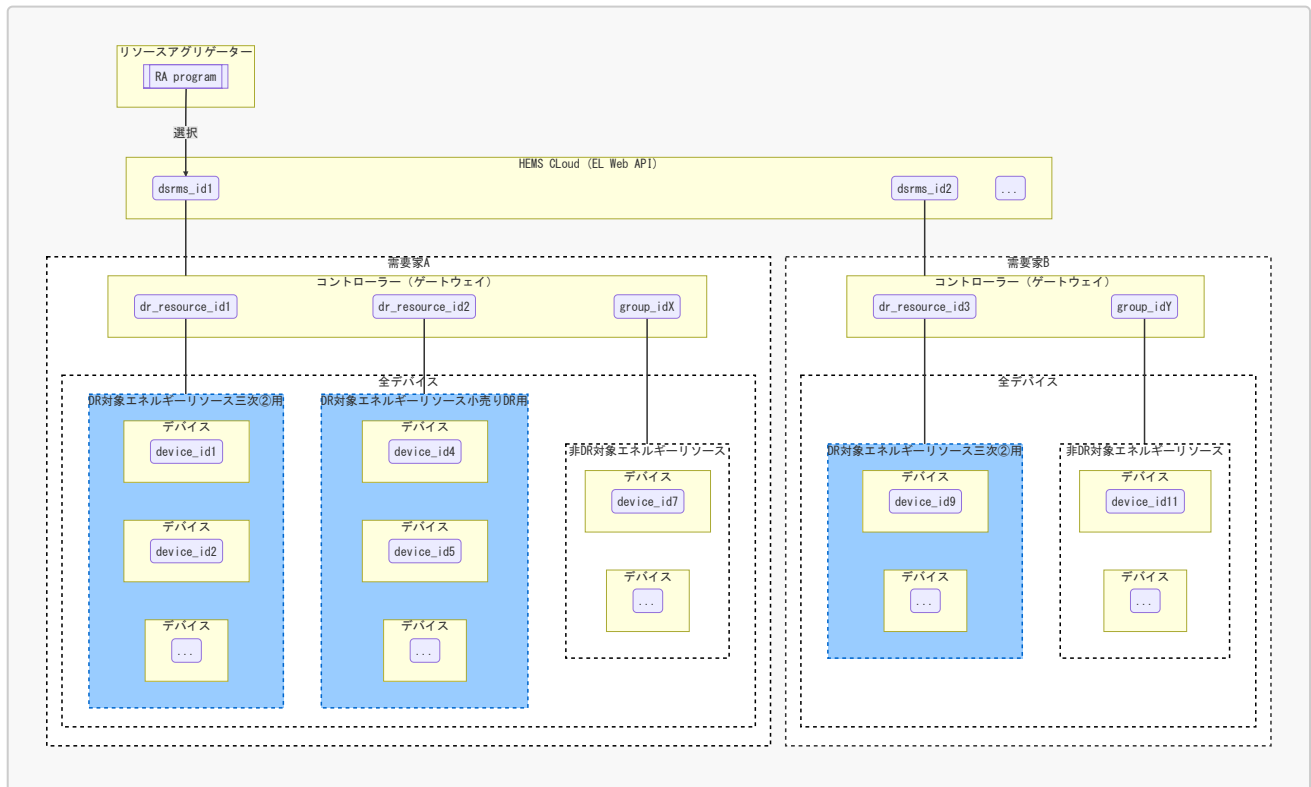 リソースアグリゲーター
RA program
選択
HEMS CLoud (EL Web API)
dsrms_id1
dsrms_id2
...
需要家A
コントローラー（ゲートウェイ）
dr_resource_id1
dr_resource_id2
group_idX
全デバイス
DR対象エネルギーリソース三次②用
デバイス
device_id1
デバイス
device_id2
デバイス
...
DR対象エネルギーリソース小売りDR用
デバイス
device_id4
デバイス
device_id5
デバイス
...
非DR対象エネルギーリソース
デバイス
device_id7
デバイス
...
需要家B
コントローラー（ゲートウェイ）
dr_resource_id3
group_idY
全デバイス
DR対象エネルギーリソース三次②用
デバイス
device_id9
デバイス
...
非DR対象エネルギーリソース
デバイス
device_id11
デバイス
...